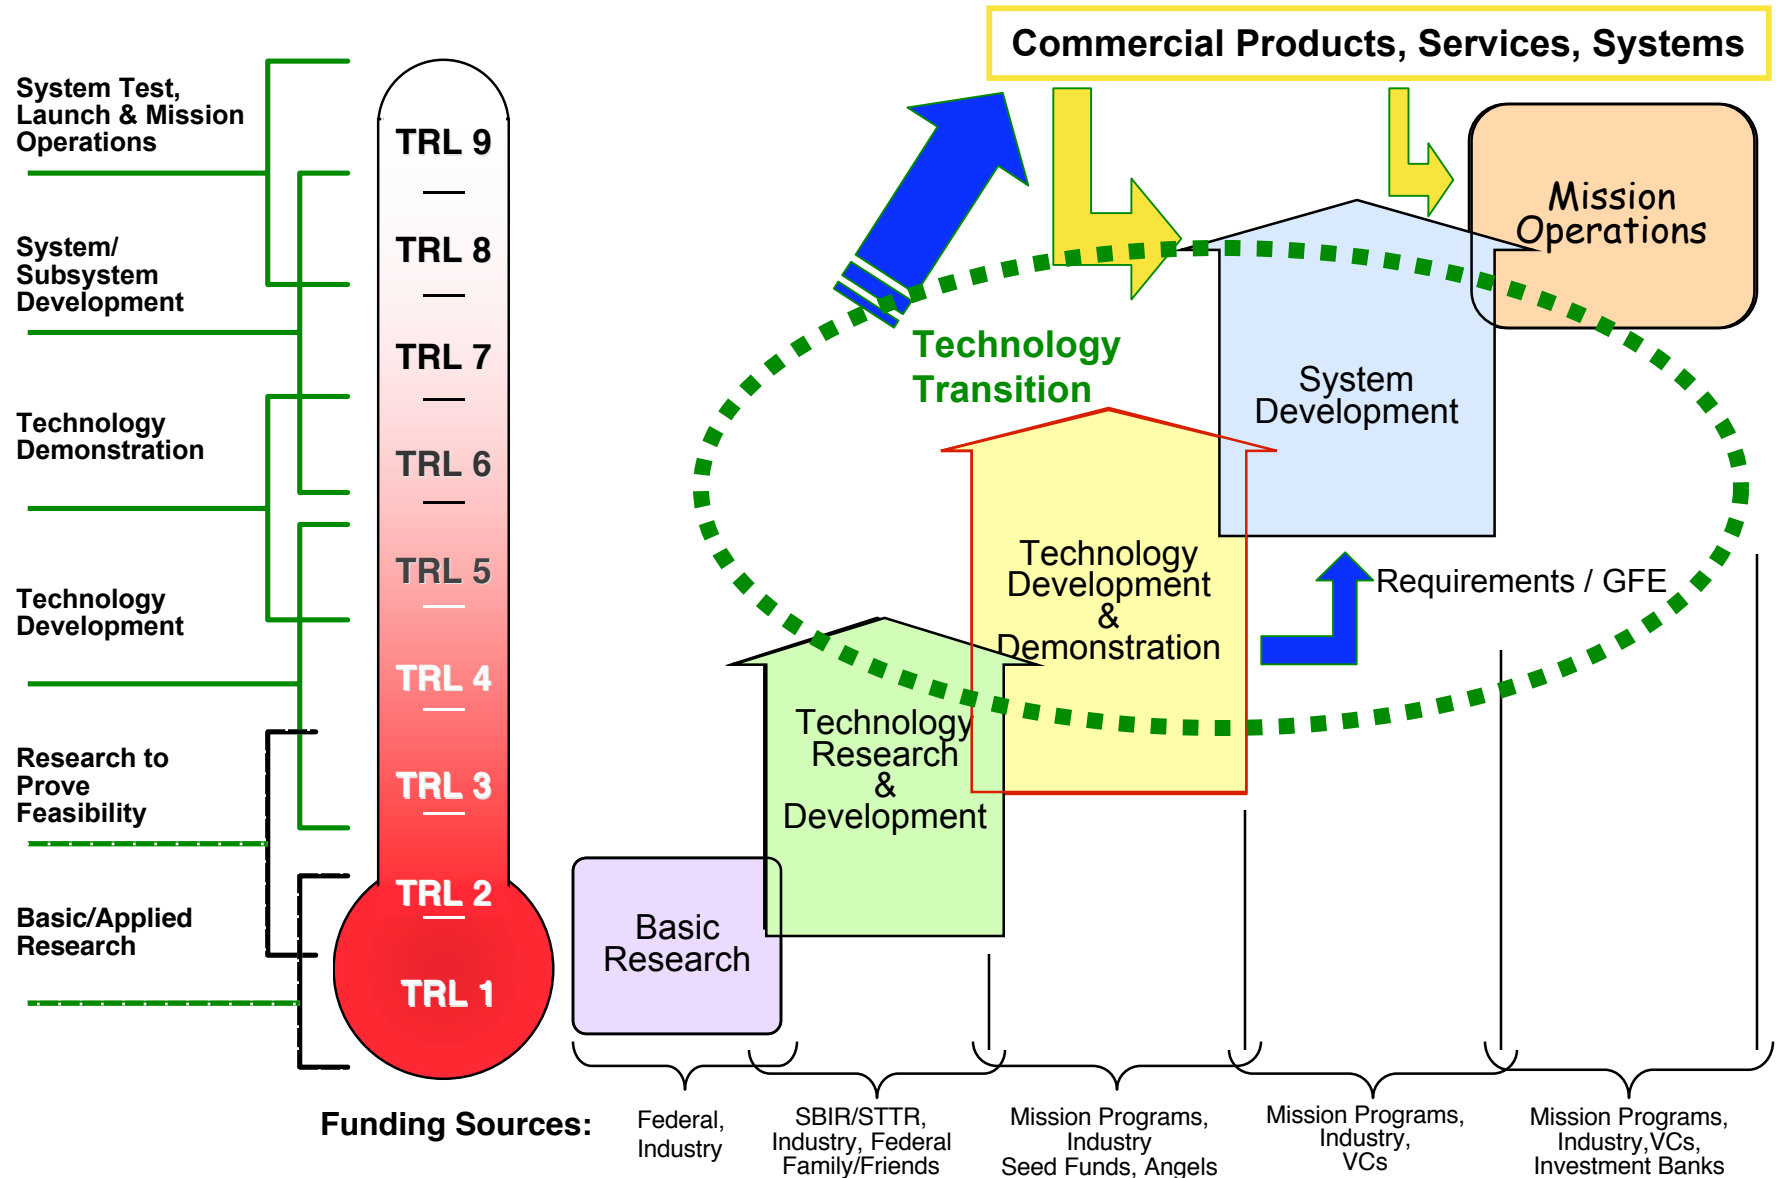 Commercial Products, Services, Systems
System Test,
Launch & Mission
Operations
System/
Subsystem
Development
Technology
Demonstration
Technology
Development
Research to
Prove
Feasibility
Basic/Applied
Research
TRL 9
TRL 8
TRL 7
TRL 6
TRL 5
TRL 4
TRL 3
TRL 2
TRL 1
Mission
Operations
Technology
Transition
System
Development
Technology
Development
&
Demonstration
Requirements / GFE
Technology
Research
&
Development
Basic
Research
Funding Sources:
Federal,
Industry
SBIR/STTR,
Industry, Federal
Family/Friends
Mission Programs,
Industry
Seed Funds, Angels
Mission Programs,
Industry,
VCs
Mission Programs,
Industry,VCs,
Investment Banks